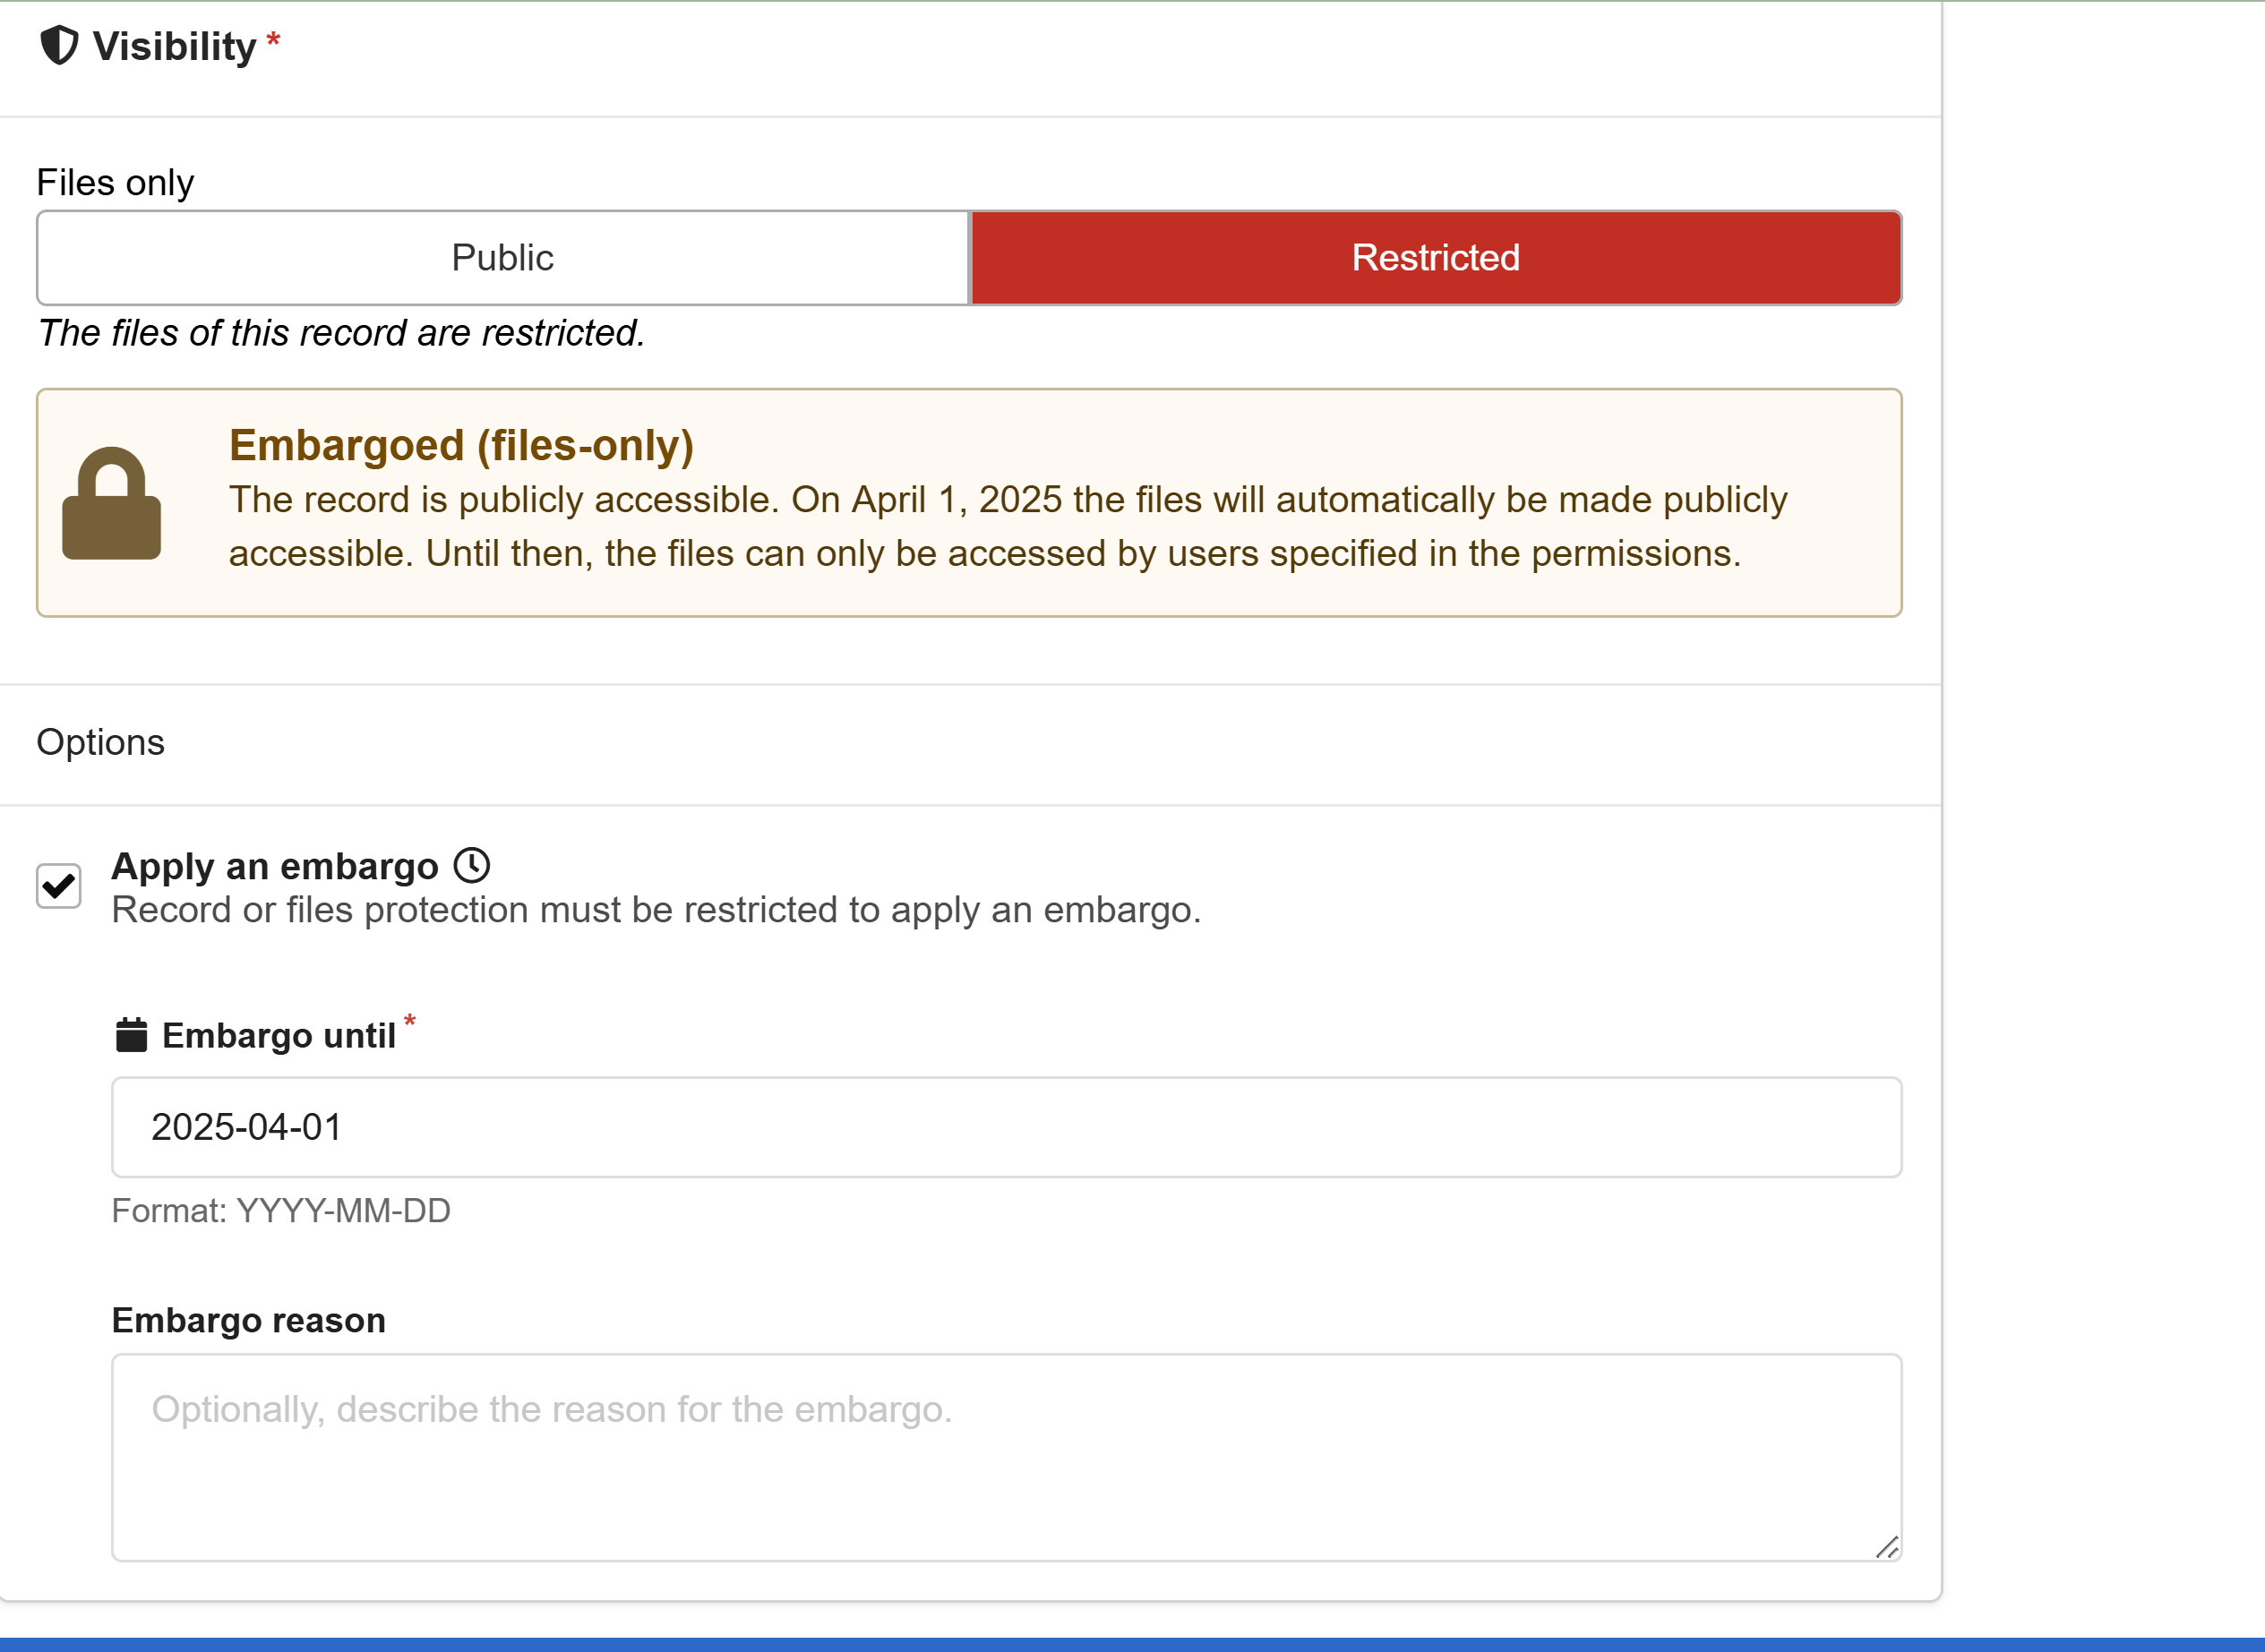 Visibility *
Files only
Public
Restricted
The files of this record are restricted.
Embargoed (files-only)
The record is publicly accessible. On April 1, 2025 the files will automatically be made publicly
accessible. Until then, the files can only be accessed by users specified in the permissions.
Options
Apply an embargo
Record or files protection must be restricted to apply an embargo.
Embargo until *
2025-04-01
Format: YYYY-MM-DD
Embargo reason
Optionally, describe the reason for the embargo.